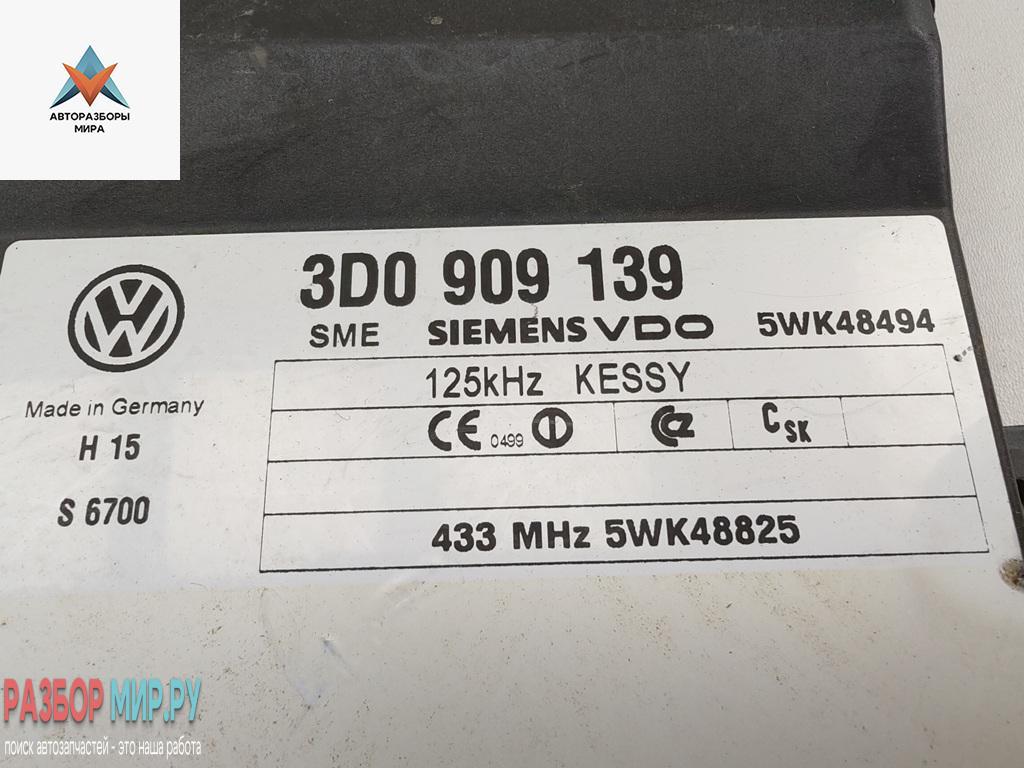 АВТОРАЗБОРЫ
МИРА
3D0 909 139
SME SIEMENS VDO 5WK48494
125kHz KESSY
Made in Germany
CE 0499
H 15
CSK
S 6700
433 MHz 5WK48825
РАЗБОР МИР.РУ
поиск автозапчастей - это наша работа